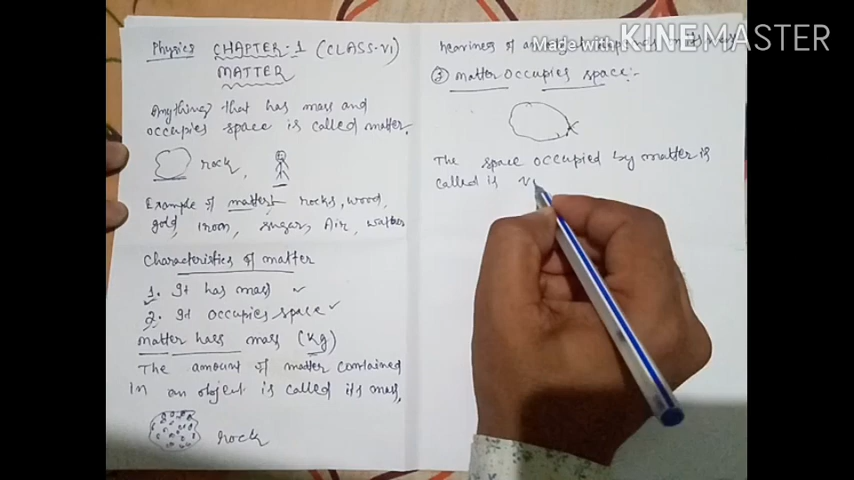 Physics CHAPTER-1 (CLASS-VI)
MATTER
Anything that has mass and
occupies space is called matter.
rock,
Example of matter:- rocks, wood,
gold, iron, sugar, Air, water
Characteristics of matter
1. It has mass ✓
2. It occupies space ✓
matter has mass (Kg)
The amount of matter contained
in an object is called its mass.
rock
heaviness of an
Made with KINEMASTER
② matter occupies space:-
The space occupied by matter is
called is v